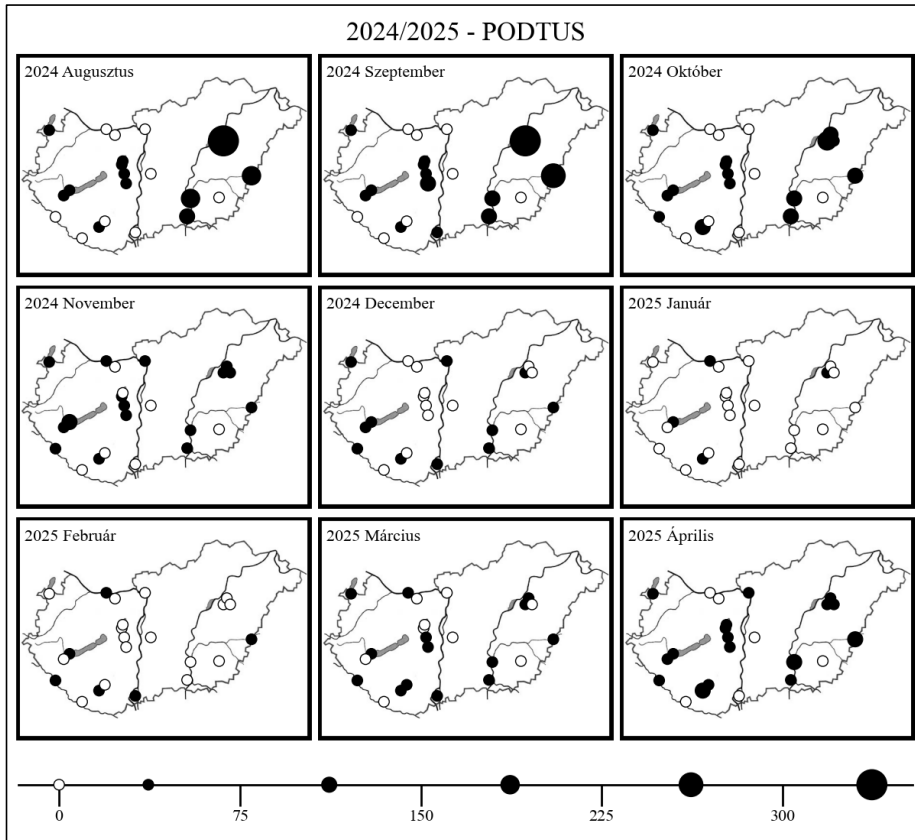 2024/2025 - PODTUS
2024 Augusztus
2024 Szeptember
2024 Október
2024 November
2024 December
2025 Január
2025 Február
2025 Március
2025 Április
0 75 150 225 300